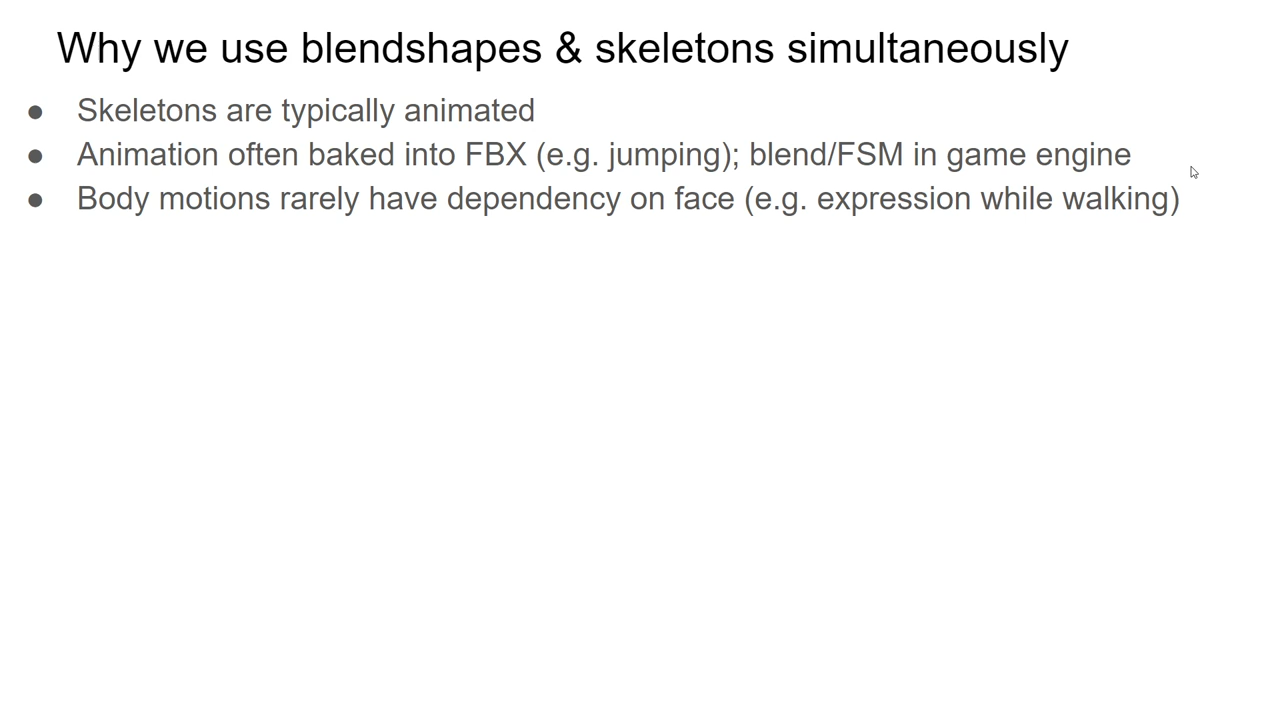 Why we use blendshapes & skeletons simultaneously
● Skeletons are typically animated
● Animation often baked into FBX (e.g. jumping); blend/FSM in game engine
● Body motions rarely have dependency on face (e.g. expression while walking)